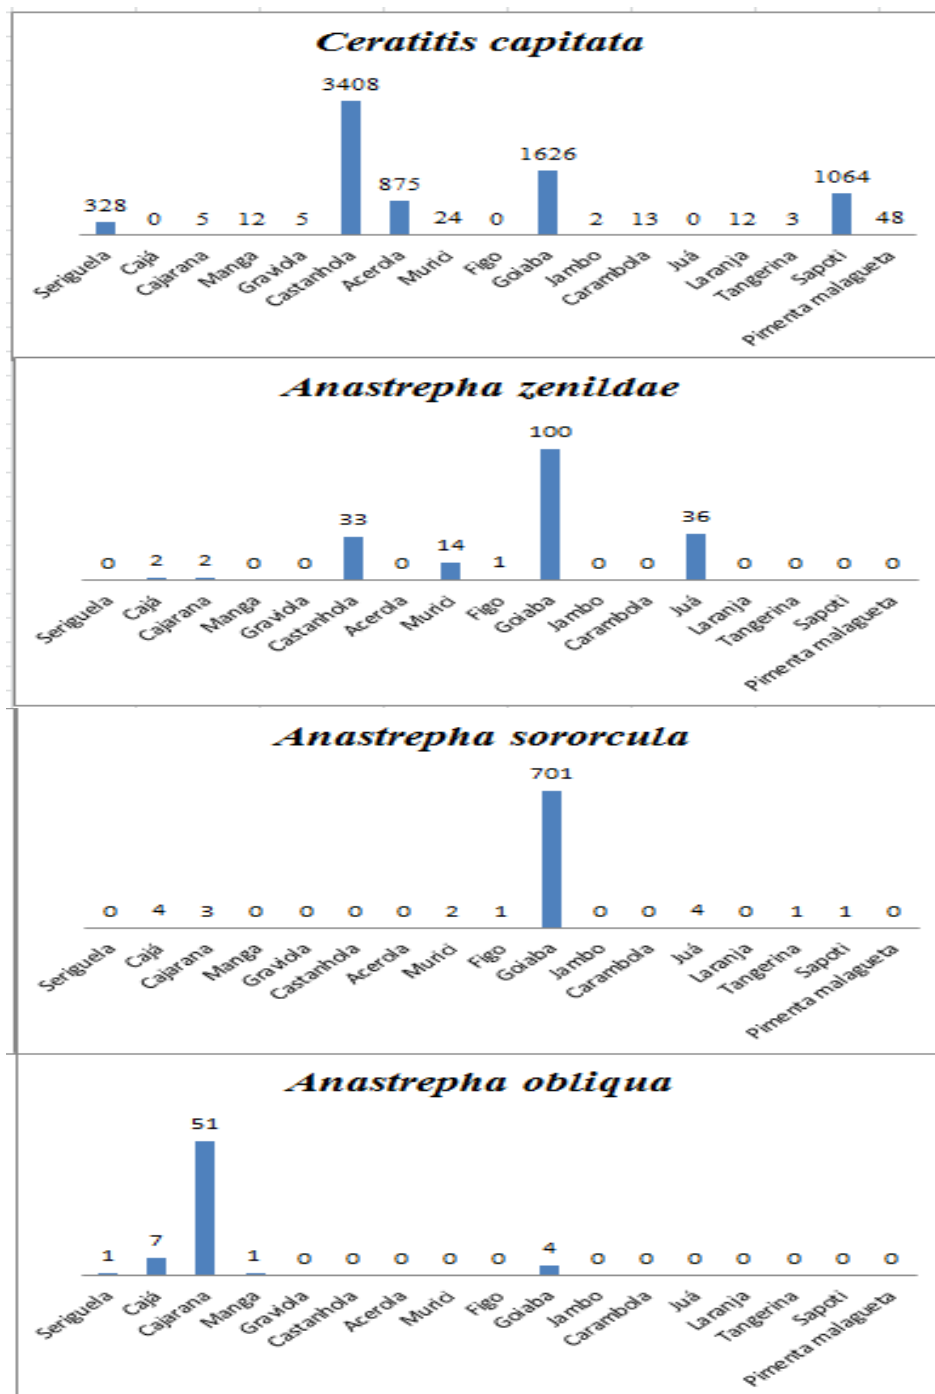 Ceratitis capitata
328 0 5 12 5 3408 875 24 0 1626 2 13 0 12 3 1064 48
Seriguela Cajá Cajarana Manga Graviola Castanhola Acerola Murici Figo Goiaba Jambo Carambola Juá Laranja Tangerina Sapoti Pimenta malagueta
Anastrepha zenildae
0 2 2 0 0 33 0 14 1 100 0 0 36 0 0 0 0
Seriguela Cajá Cajarana Manga Graviola Castanhola Acerola Murici Figo Goiaba Jambo Carambola Juá Laranja Tangerina Sapoti Pimenta malagueta
Anastrepha sororcula
0 4 3 0 0 0 0 2 1 701 0 0 4 0 1 1 0
Seriguela Cajá Cajarana Manga Graviola Castanhola Acerola Murici Figo Goiaba Jambo Carambola Juá Laranja Tangerina Sapoti Pimenta malagueta
Anastrepha obliqua
1 7 51 1 0 0 0 0 0 4 0 0 0 0 0 0 0
Seriguela Cajá Cajarana Manga Graviola Castanhola Acerola Murici Figo Goiaba Jambo Carambola Juá Laranja Tangerina Sapoti Pimenta malagueta